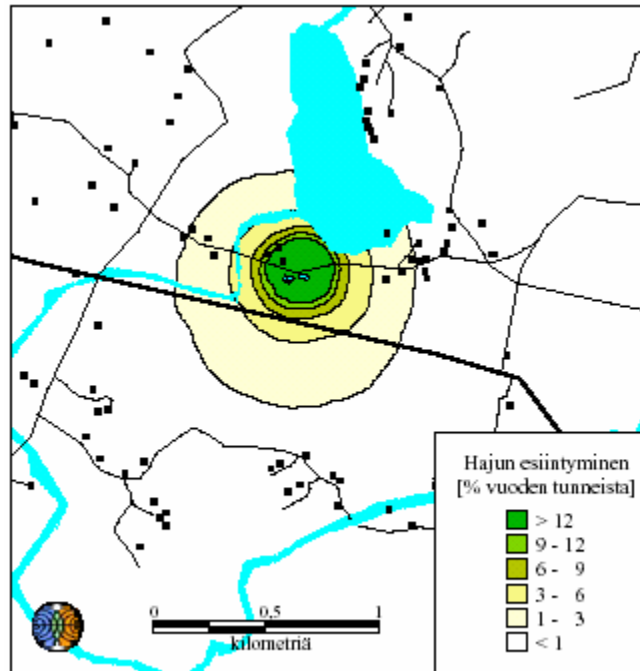 Hajun esiintyminen
[% vuoden tunneista]
> 12
9 - 12
6 - 9
3 - 6
1 - 3
< 1
0 0,5 1
kilometriä